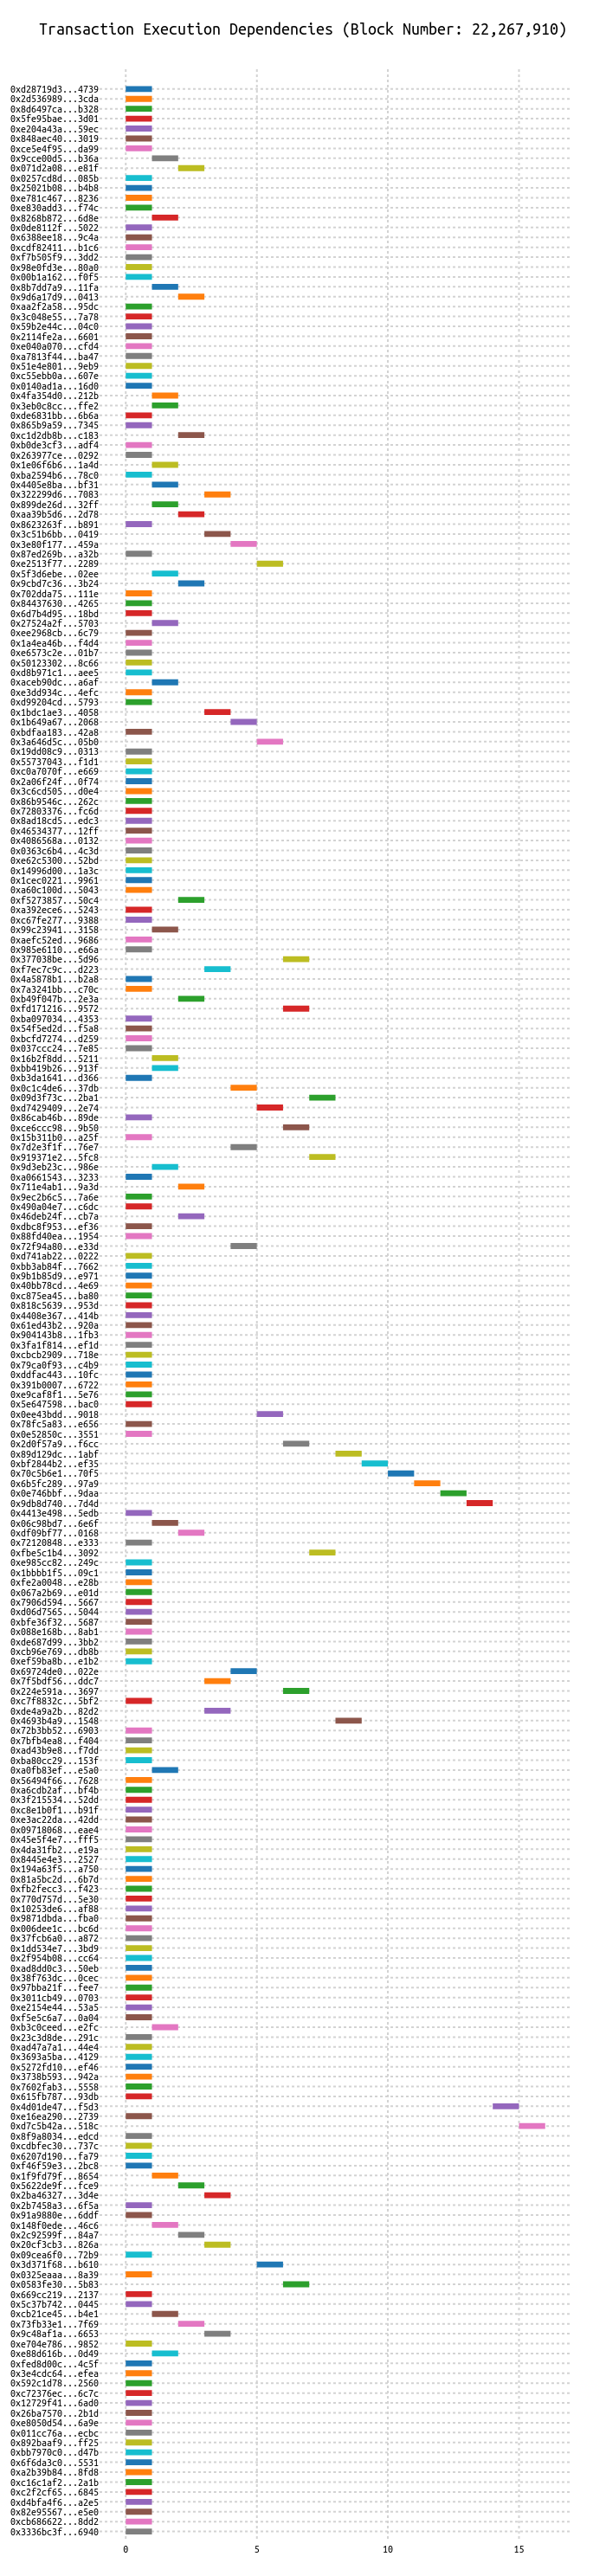 Transaction Execution Dependencies (Block Number: 22,267,910)
0xd28719d3...4739
0x2d536989...3cda
0x8d6497ca...b328
0x5fe95bae...3d01
0xe204a43a...59ec
0x848aec40...3019
0xce5e4f95...da99
0x9cce00d5...b36a
0x071d2a08...e81f
0x0257cd8d...085b
0x25021b08...b4b8
0xe781c467...8236
0xe830add3...f74c
0x8268b872...6d8e
0x0de8112f...5022
0x6388ee18...9c4a
0xcdf82411...b1c6
0xf7b505f9...3dd2
0x98e0fd3e...80a0
0x00b1a162...f0f5
0x8b7dd7a9...11fa
0x9d6a17d9...0413
0xaa2f2a58...95dc
0x3c048e55...7a78
0x59b2e44c...04c0
0x2114fe2a...6601
0xe040a070...cfd4
0xa7813f44...ba47
0x51e4e801...9eb9
0xc55ebb0a...607e
0x0140ad1a...16d0
0x4fa354d0...212b
0x3eb0c8cc...ffe2
0xde6831bb...6b6a
0x865b9a59...7345
0xc1d2db8b...c183
0xb0de3cf3...adf4
0x263977ce...0292
0x1e06f6b6...1a4d
0xba2594b6...78c0
0x4405e8ba...bf31
0x322299d6...7083
0x899de26d...32ff
0xaa39b5d6...2d78
0x8623263f...b891
0x3c51b6bb...0419
0x3e80f177...459a
0x87ed269b...a32b
0xe2513f77...2289
0x5f3d6ebe...02ee
0x9cbd7c36...3b24
0x702dda75...111e
0x84437630...4265
0x6d7b4d95...18bd
0x27524a2f...5703
0xee2968cb...6c79
0x1a4ea46b...f4d4
0xe6573c2e...01b7
0x50123302...8c66
0xd8b971c1...aee5
0xaceb90dc...a6af
0xe3dd934c...4efc
0xd99204cd...5793
0x1bdc1ae3...4058
0x1b649a67...2068
0xbdfaa183...42a8
0x3a646d5c...05b0
0x19dd08c9...0313
0x55737043...f1d1
0xc0a7070f...e669
0x2a06f24f...0f74
0x3c6cd505...d0e4
0x86b9546c...262c
0x72803376...fc6d
0x8ad18cd5...edc3
0x46534377...12ff
0x4086568a...0132
0x0363c6b4...4c3d
0xe62c5300...52bd
0x14996d00...1a3c
0x1cec0221...9961
0xa60c100d...5043
0xf5273857...50c4
0xa392ece6...5243
0xc67fe277...9388
0x99c23941...3158
0xaefc52ed...9686
0x985e6110...e66a
0x377038be...5d96
0xf7ec7c9c...d223
0x4a5878b1...b2a8
0x7a3241bb...c70c
0xb49f047b...2e3a
0xfd171216...9572
0xba097034...4353
0x54f5ed2d...f5a8
0xbcfd7274...d259
0x037ccc24...7e85
0x16b2f8dd...5211
0xbb419b26...913f
0xb3da1641...d366
0x0c1c4de6...37db
0x09d3f73c...2ba1
0xd7429409...2e74
0x86cab46b...89de
0xce6ccc98...9b50
0x15b311b0...a25f
0x7d2e3f1f...76e7
0x919371e2...5fc8
0x9d3eb23c...986e
0xa0661543...3233
0x711e4ab1...9a3d
0x9ec2b6c5...7a6e
0x490a04e7...c6dc
0x46deb24f...cb7a
0xdbc8f953...ef36
0x88fd40ea...1954
0x72f94a80...e33d
0xd741ab22...0222
0xbb3ab84f...7662
0x9b1b85d9...e971
0x40bb78cd...4e69
0xc875ea45...ba80
0x818c5639...953d
0x4408e367...414b
0x61ed43b2...920a
0x904143b8...1fb3
0x3fa1f814...ef1d
0xcbcb2909...718e
0x79ca0f93...c4b9
0xddfac443...10fc
0x391b0007...6722
0xe9caf8f1...5e76
0x5e647598...bac0
0x0ee43bdd...9018
0x78fc5a83...e656
0x0e52850c...3551
0x2d0f57a9...f6cc
0x89d129dc...1abf
0xbf2844b2...ef35
0x70c5b6e1...70f5
0x6b5fc289...97a9
0x0e746bbf...9daa
0x9db8d740...7d4d
0x4413e498...5edb
0x06c98bd7...6e6f
0xdf09bf77...0168
0x72120848...e333
0xfbe5c1b4...3092
0xe985cc82...249c
0x1bbbb1f5...09c1
0xfe2a0048...e28b
0x067a2b69...e01d
0x7906d594...5667
0xd06d7565...5044
0xbfe36f32...5687
0x088e168b...8ab1
0xde687d99...3bb2
0xcb96e769...db8b
0xef59ba8b...e1b2
0x69724de0...022e
0x7f5bdf56...ddc7
0x224e591a...3697
0xc7f8832c...5bf2
0xde4a9a2b...82d2
0x4693b4a9...1548
0x72b3bb52...6903
0x7bfb4ea8...f404
0xad43b9e8...f7dd
0xba80cc29...153f
0xa0fb83ef...e5a0
0x56494f66...7628
0xa6cdb2af...bf4b
0x3f215534...52dd
0xc8e1b0f1...b91f
0xe3ac22da...42dd
0x09718068...eae4
0x45e5f4e7...fff5
0x4da31fb2...e19a
0x8445e4e3...2527
0x194a63f5...a750
0x81a5bc2d...6b7d
0xfb2fecc3...f423
0x770d757d...5e30
0x10253de6...af88
0x9871dbda...fba0
0x006dee1c...bc6d
0x37fcb6a0...a872
0x1dd534e7...3bd9
0x2f954b08...cc64
0xad8dd0c3...50eb
0x38f763dc...0cec
0x97bba21f...fee7
0x3011cb49...0703
0xe2154e44...53a5
0xf5e5c6a7...0a04
0xb3c0ceed...e2fc
0x23c3d8de...291c
0xad47a7a1...44e4
0x3693a5ba...4129
0x5272fd10...ef46
0x3738b593...942a
0x7602fab3...5558
0x615fb787...93db
0x4d01de47...f5d3
0xe16ea290...2739
0xd7c5b42a...518c
0x8f9a8034...edcd
0xcdbfec30...737c
0x6207d190...fa79
0xf46f59e3...2bc8
0x1f9fd79f...8654
0x5622de9f...fce9
0x2ba46327...3d4e
0x2b7458a3...6f5a
0x91a9880e...6ddf
0x148f0ede...46c6
0x2c92599f...84a7
0x20cf3cb3...826a
0x09cea6f0...72b9
0x3d371f68...b610
0x0325eaaa...8a39
0x0583fe30...5b83
0x669cc219...2137
0x5c37b742...0445
0xcb21ce45...b4e1
0x73fb33e1...7f69
0x9c48af1a...6653
0xe704e786...9852
0xe88d616b...0d49
0xfed8d00c...4c5f
0x3e4cdc64...efea
0x592c1d78...2560
0xc72376ec...6c7c
0x12729f41...6ad0
0x26ba7570...2b1d
0xe8050d54...6a9e
0x011cc76a...ecbc
0x892baaf9...ff25
0xbb7970c0...d47b
0x6f6da3c0...5531
0xa2b39b84...8fd8
0xc16c1af2...2a1b
0xc2f2cf65...6845
0xd4bfa4f6...a2e5
0x82e95567...e5e0
0xcb686622...8dd2
0x3336bc3f...6940
0 5 10 15